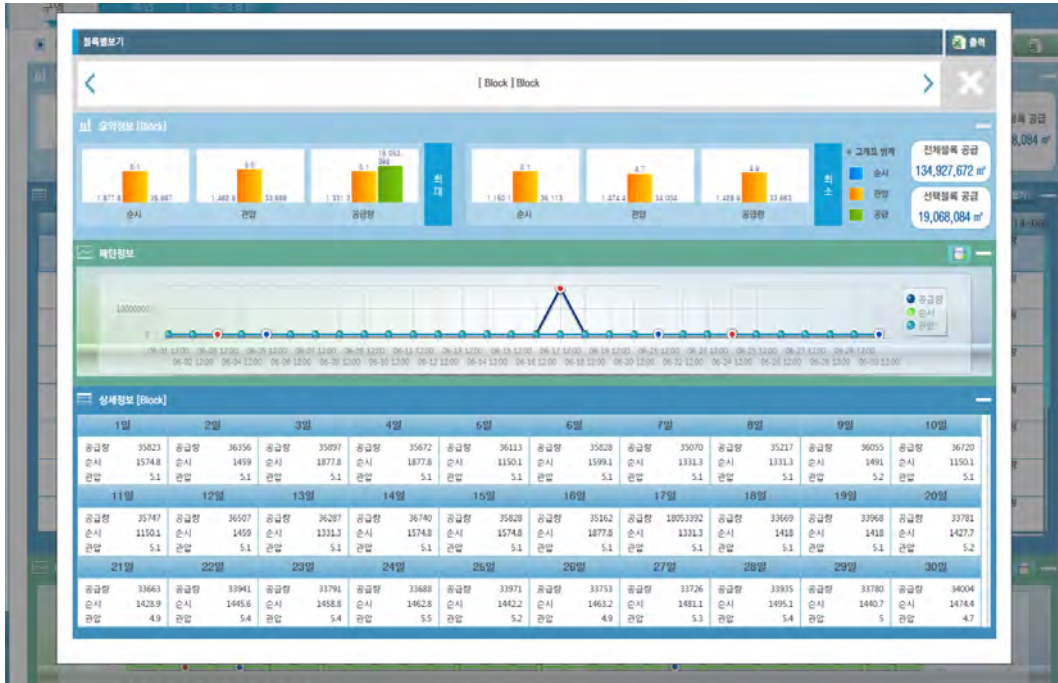 블록별보기
출력
[ Block ] Block
요약정보 [Block]
순시
관압
공급량
최대
순시
관압
공급량
최소
그래프 범례
순시
관압
공급
전체블록 공급
134,927,672 ㎥
선택블록 공급
19,068,084 ㎥
패턴정보
10000000
공급량
순시
관압
상세정보 [Block]
1일 2일 3일 4일 5일 6일 7일 8일 9일 10일
공급량 35823 공급량 36356 공급량 35897 공급량 35672 공급량 36113 공급량 35828 공급량 35070 공급량 35217 공급량 36055 공급량 36720
순시 1574.8 순시 1459 순시 1877.8 순시 1877.8 순시 1150.1 순시 1599.1 순시 1331.3 순시 1331.3 순시 1491 순시 1150.1
관압 5.1 관압 5.1 관압 5.1 관압 5.1 관압 5.1 관압 5.1 관압 5.1 관압 5.1 관압 5.2 관압 5.1
11일 12일 13일 14일 15일 16일 17일 18일 19일 20일
공급량 35747 공급량 36507 공급량 36287 공급량 36740 공급량 35828 공급량 35162 공급량 18053392 공급량 33669 공급량 33968 공급량 33781
순시 1150.1 순시 1459 순시 1331.3 순시 1574.8 순시 1574.8 순시 1877.8 순시 1331.3 순시 1418 순시 1418 순시 1427.7
관압 5.1 관압 5.1 관압 5.1 관압 5.1 관압 5.1 관압 5.1 관압 5.1 관압 5.1 관압 5.1 관압 5.2
21일 22일 23일 24일 25일 26일 27일 28일 29일 30일
공급량 33663 공급량 33941 공급량 33791 공급량 33688 공급량 33971 공급량 33753 공급량 33726 공급량 33935 공급량 33780 공급량 34004
순시 1428.9 순시 1445.6 순시 1458.8 순시 1462.8 순시 1442.2 순시 1463.2 순시 1481.1 순시 1495.1 순시 1440.7 순시 1474.4
관압 4.9 관압 5.4 관압 5.4 관압 5.5 관압 5.2 관압 4.9 관압 5.3 관압 5.4 관압 5 관압 4.7